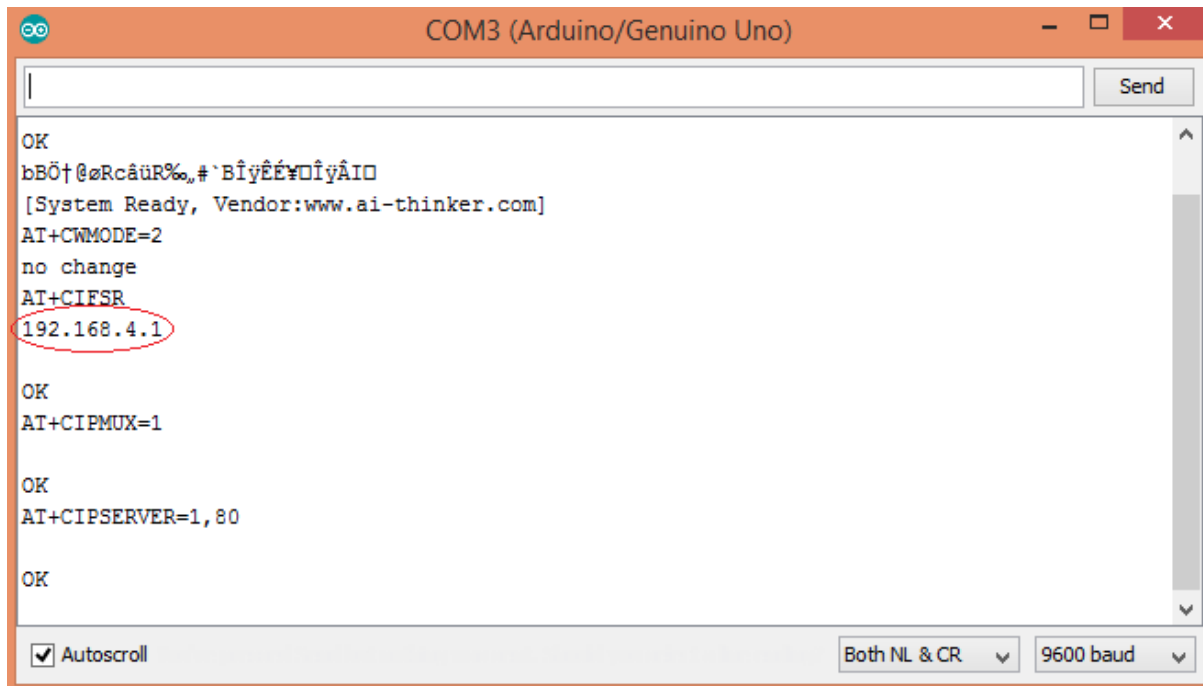 COM3 (Arduino/Genuino Uno)
Send
OK
bBÖ†@øRcâüR‰„#`BÎÿÊÉ¥□ÎÿÂI□
[System Ready, Vendor:www.ai-thinker.com]
AT+CWMODE=2
no change
AT+CIFSR
192.168.4.1
OK
AT+CIPMUX=1
OK
AT+CIPSERVER=1,80
OK
Autoscroll
Both NL & CR
9600 baud